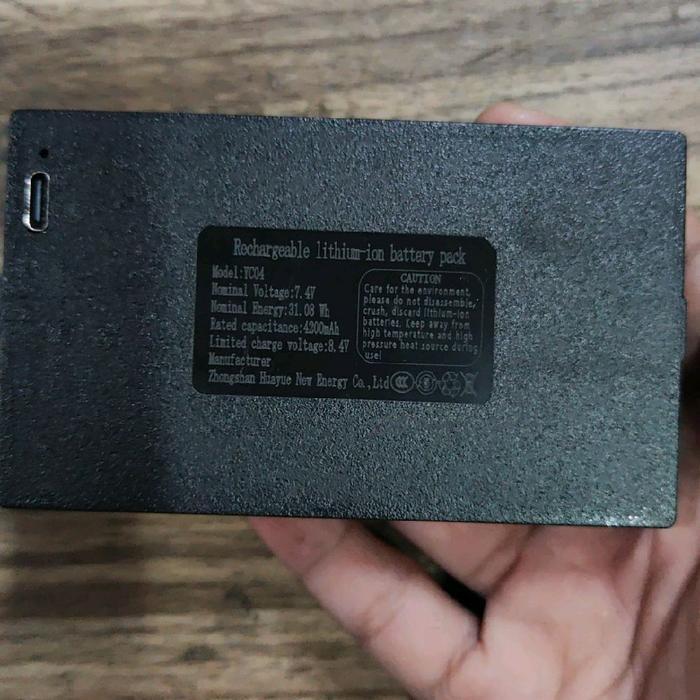 Rechargeable lithium-ion battery pack
Model:YC04
Nominal Voltage:7.4V
Nominal Energy:31.08 Wh
Rated capacitance:4200mAh
Limited charge voltage:8.4V
Manufacturer
Zhongshan Huayue New Energy Co.,Ltd
CAUTION
Care for the environment,
please do not disassemble,
crush, discard lithium-ion
batteries. Keep away from
high temperature and high
pressure heat source during
use!